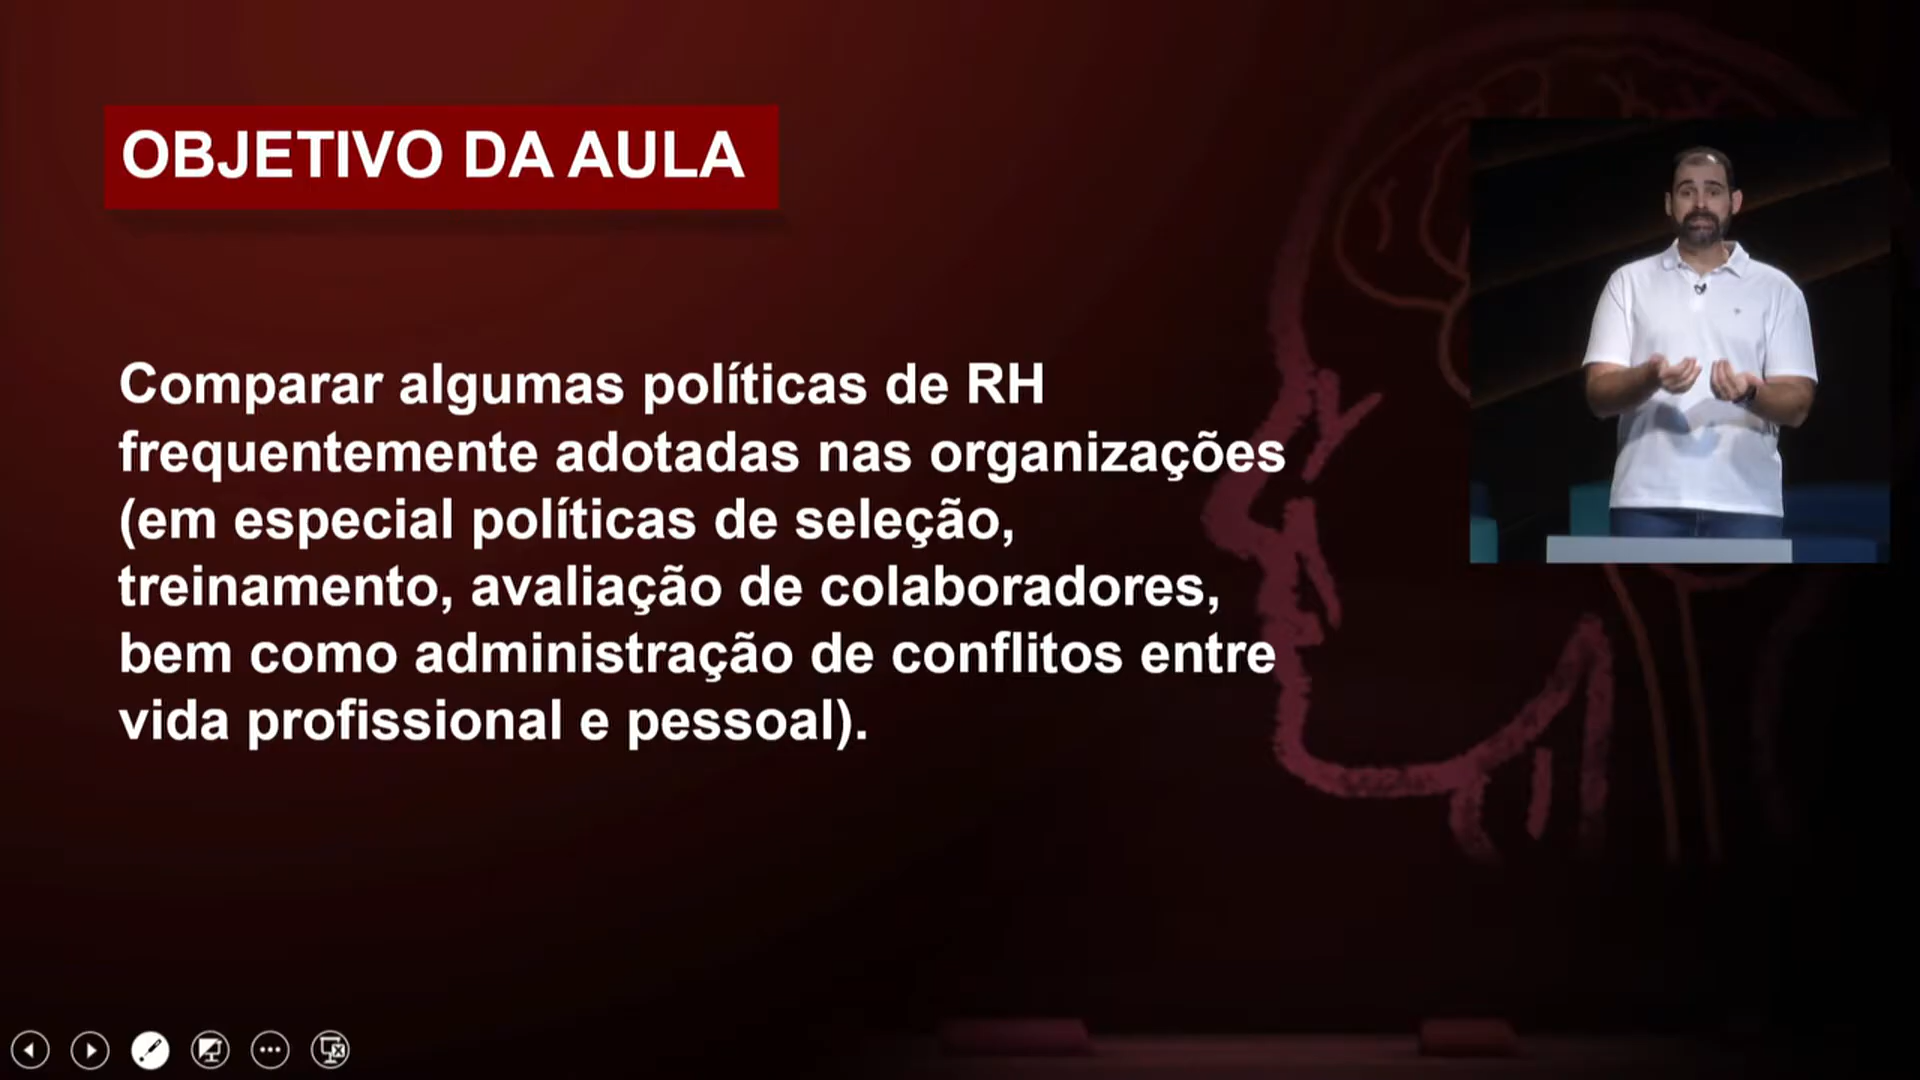 OBJETIVO DA AULA
Comparar algumas políticas de RH
frequentemente adotadas nas organizações
(em especial políticas de seleção,
treinamento, avaliação de colaboradores,
bem como administração de conflitos entre
vida profissional e pessoal).